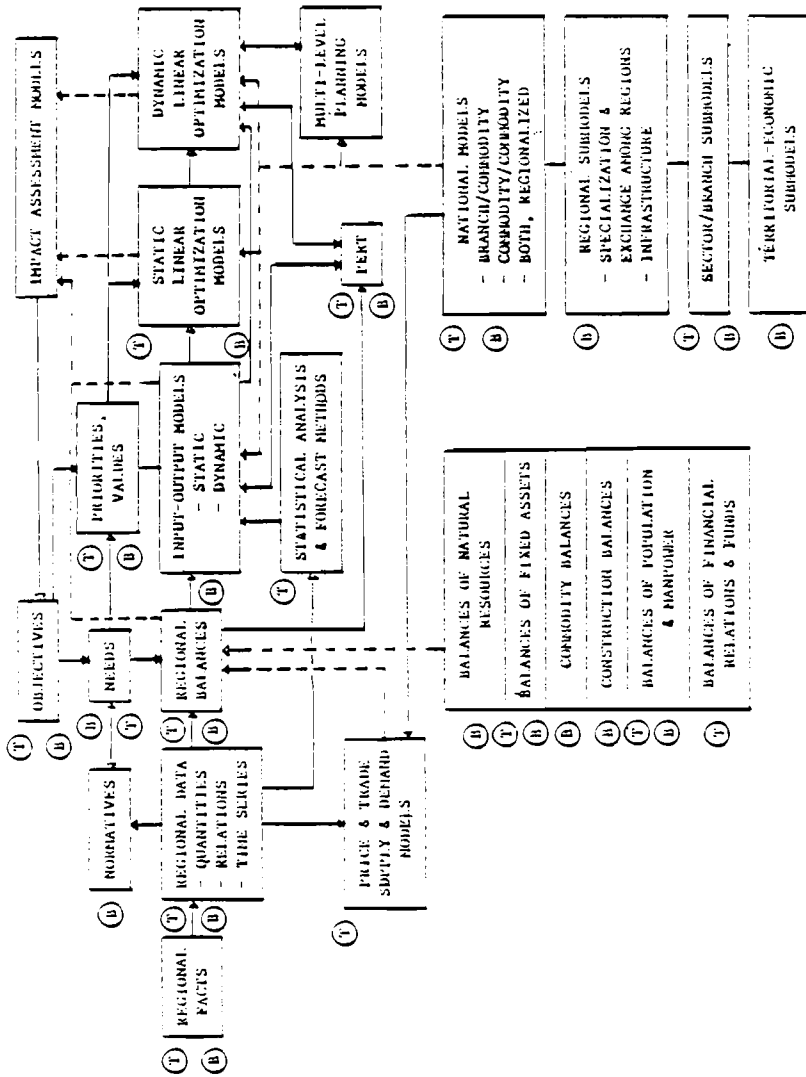 T
B
OBJECTIVES
IMPACT ASSESSMENT MODELS
B
NORMATIVES
B
T
NEEDS
T
B
PRIORITIES,
VALUES
T
B
REGIONAL
FACTS
T
B
REGIONAL DATA
- QUANTITIES
- RELATIONS
- TIME SERIES
T
B
REGIONAL
BALANCES
B
INPUT-OUTPUT MODELS
- STATIC
- DYNAMIC
T
B
STATIC
LINEAR
OPTIMIZATION
MODELS
DYNAMIC
LINEAR
OPTIMIZATION
MODELS
T
STATISTICAL ANALYSIS
& FORECAST METHODS
T
B
PERT
MULTI-LEVEL
PLANNING
MODELS
T
PRICE & TRADE
SUPPLY & DEMAND
MODELS
B
BALANCES OF NATURAL
RESOURCES
T
B
BALANCES OF FIXED ASSETS
B
COMMODITY BALANCES
B
CONSTRUCTION BALANCES
T
B
BALANCES OF POPULATION
& MANPOWER
T
BALANCES OF FINANCIAL
RELATIONS & FUNDS
T
B
NATIONAL MODELS
- BRANCH/COMMODITY
- COMMODITY/COMMODITY
- BOTH, REGIONALIZED
B
REGIONAL SUBMODELS
- SPECIALIZATION &
EXCHANGE AMONG REGIONS
- INFRASTRUCTURE
T
B
SECTOR/BRANCH SUBMODELS
B
TERRITORIAL-ECONOMIC
SUBMODELS